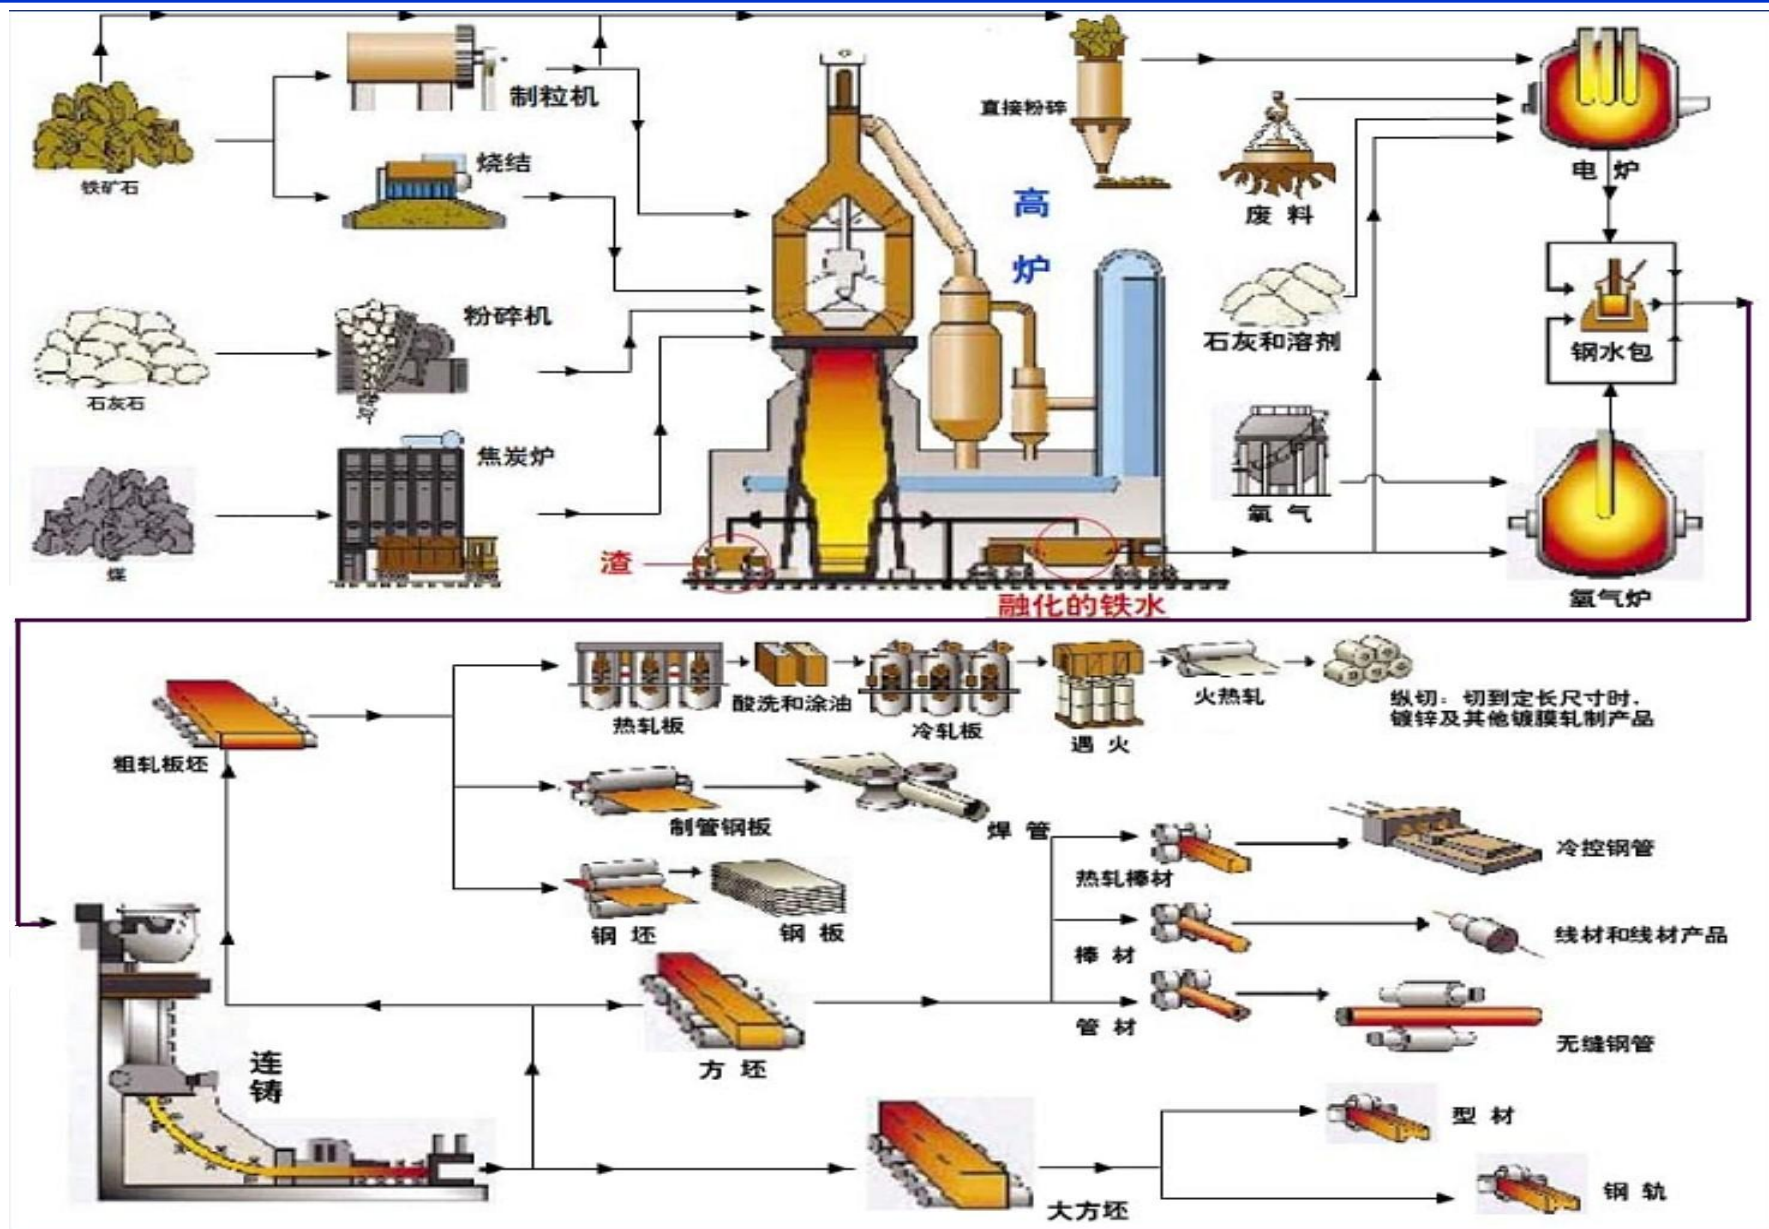 制粒机
直接粉碎
铁矿石
烧结
电炉
高
炉
废料
粉碎机
石灰和溶剂
钢水包
石灰石
焦炭炉
氧气
煤
渣
融化的铁水
氧气炉
热轧板
酸洗和涂油
冷轧板
遇火
火热轧
纵切：切到定长尺寸时.
镀锌及其他镀膜轧制产品
粗轧板坯
制管钢板
焊管
冷控钢管
热轧棒材
钢坯
钢板
棒材
线材和线材产品
管材
无缝钢管
方坯
连
铸
型材
大方坯
钢轨